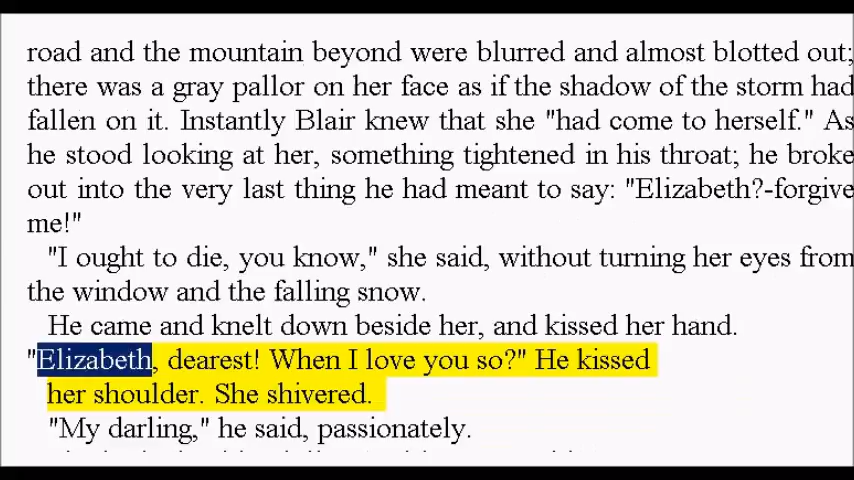 road and the mountain beyond were blurred and almost blotted out;
there was a gray pallor on her face as if the shadow of the storm had
fallen on it. Instantly Blair knew that she "had come to herself." As
he stood looking at her, something tightened in his throat; he broke
out into the very last thing he had meant to say: "Elizabeth?-forgive
me!"
"I ought to die, you know," she said, without turning her eyes from
the window and the falling snow.
He came and knelt down beside her, and kissed her hand.
"Elizabeth, dearest! When I love you so?" He kissed
her shoulder. She shivered.
"My darling," he said, passionately.